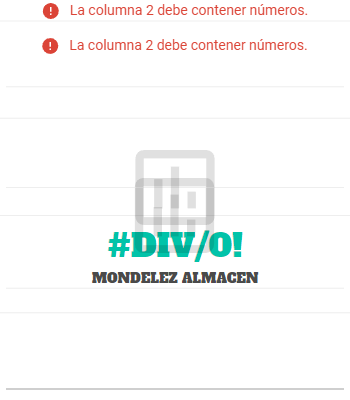 La columna 2 debe contener números.
La columna 2 debe contener números.
#DIV/0!
MONDELEZ ALMACEN